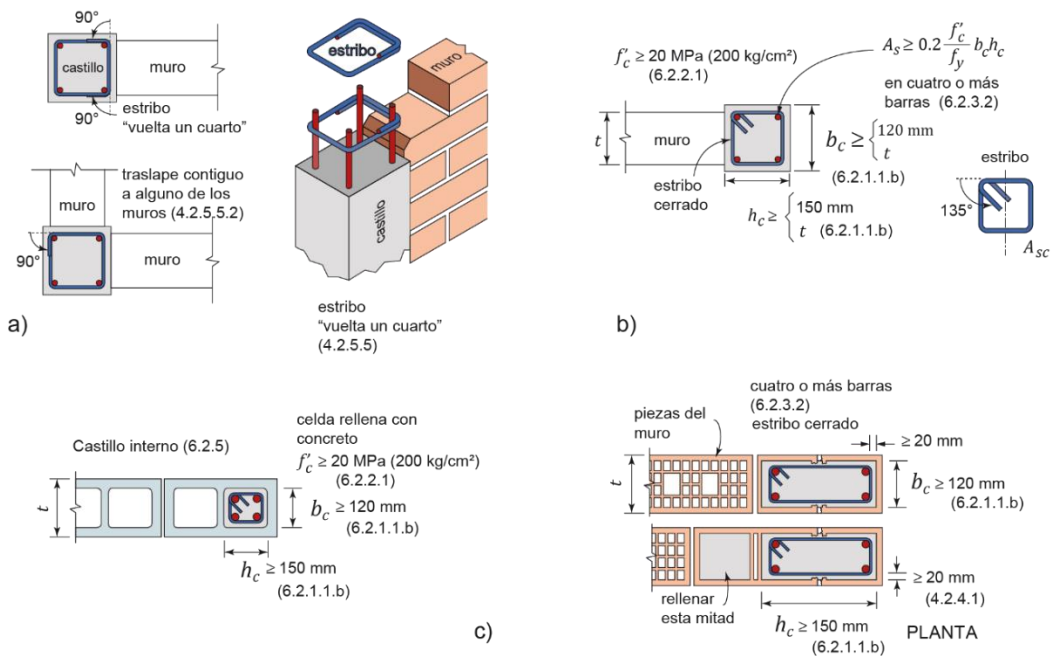 90°
castillo
muro
estribo
“vuelta un cuarto”
90°
traslape contiguo
a alguno de los
muros (4.2.5.5.2)
muro
90°
muro
estribo
muro
castillo
estribo
“vuelta un cuarto”
(4.2.5.5)
a)
f′c ≥ 20 MPa (200 kg/cm²)
(6.2.2.1)
As ≥ 0.2 f′c/fy bc hc
en cuatro o más
barras (6.2.3.2)
t
muro
estribo
cerrado
bc ≥ { 120 mm
t
(6.2.1.1.b)
hc ≥ { 150 mm
t (6.2.1.1.b)
estribo
135°
Asc
b)
Castillo interno (6.2.5)
celda rellena con
concreto
f′c ≥ 20 MPa (200 kg/cm²)
(6.2.2.1)
t
bc ≥ 120 mm
(6.2.1.1.b)
hc ≥ 150 mm
(6.2.1.1.b)
c)
piezas del
muro
cuatro o más barras
(6.2.3.2)
estribo cerrado
≥ 20 mm
t
bc ≥ 120 mm
(6.2.1.1.b)
rellenar
esta mitad
≥ 20 mm
(4.2.4.1)
hc ≥ 150 mm
(6.2.1.1.b)
PLANTA